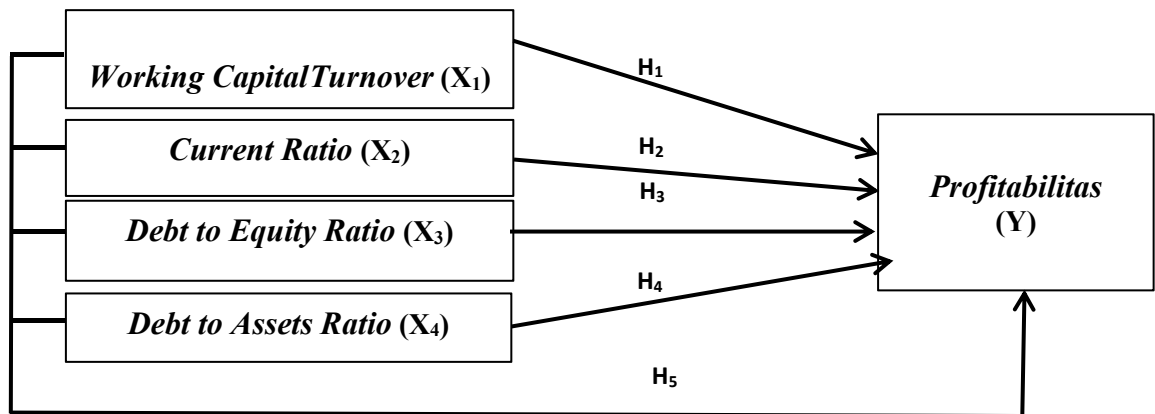 Working CapitalTurnover (X₁)
H₁
Current Ratio (X₂)
H₂
H₃
Debt to Equity Ratio (X₃)
Profitabilitas
(Y)
H₄
Debt to Assets Ratio (X₄)
H₅